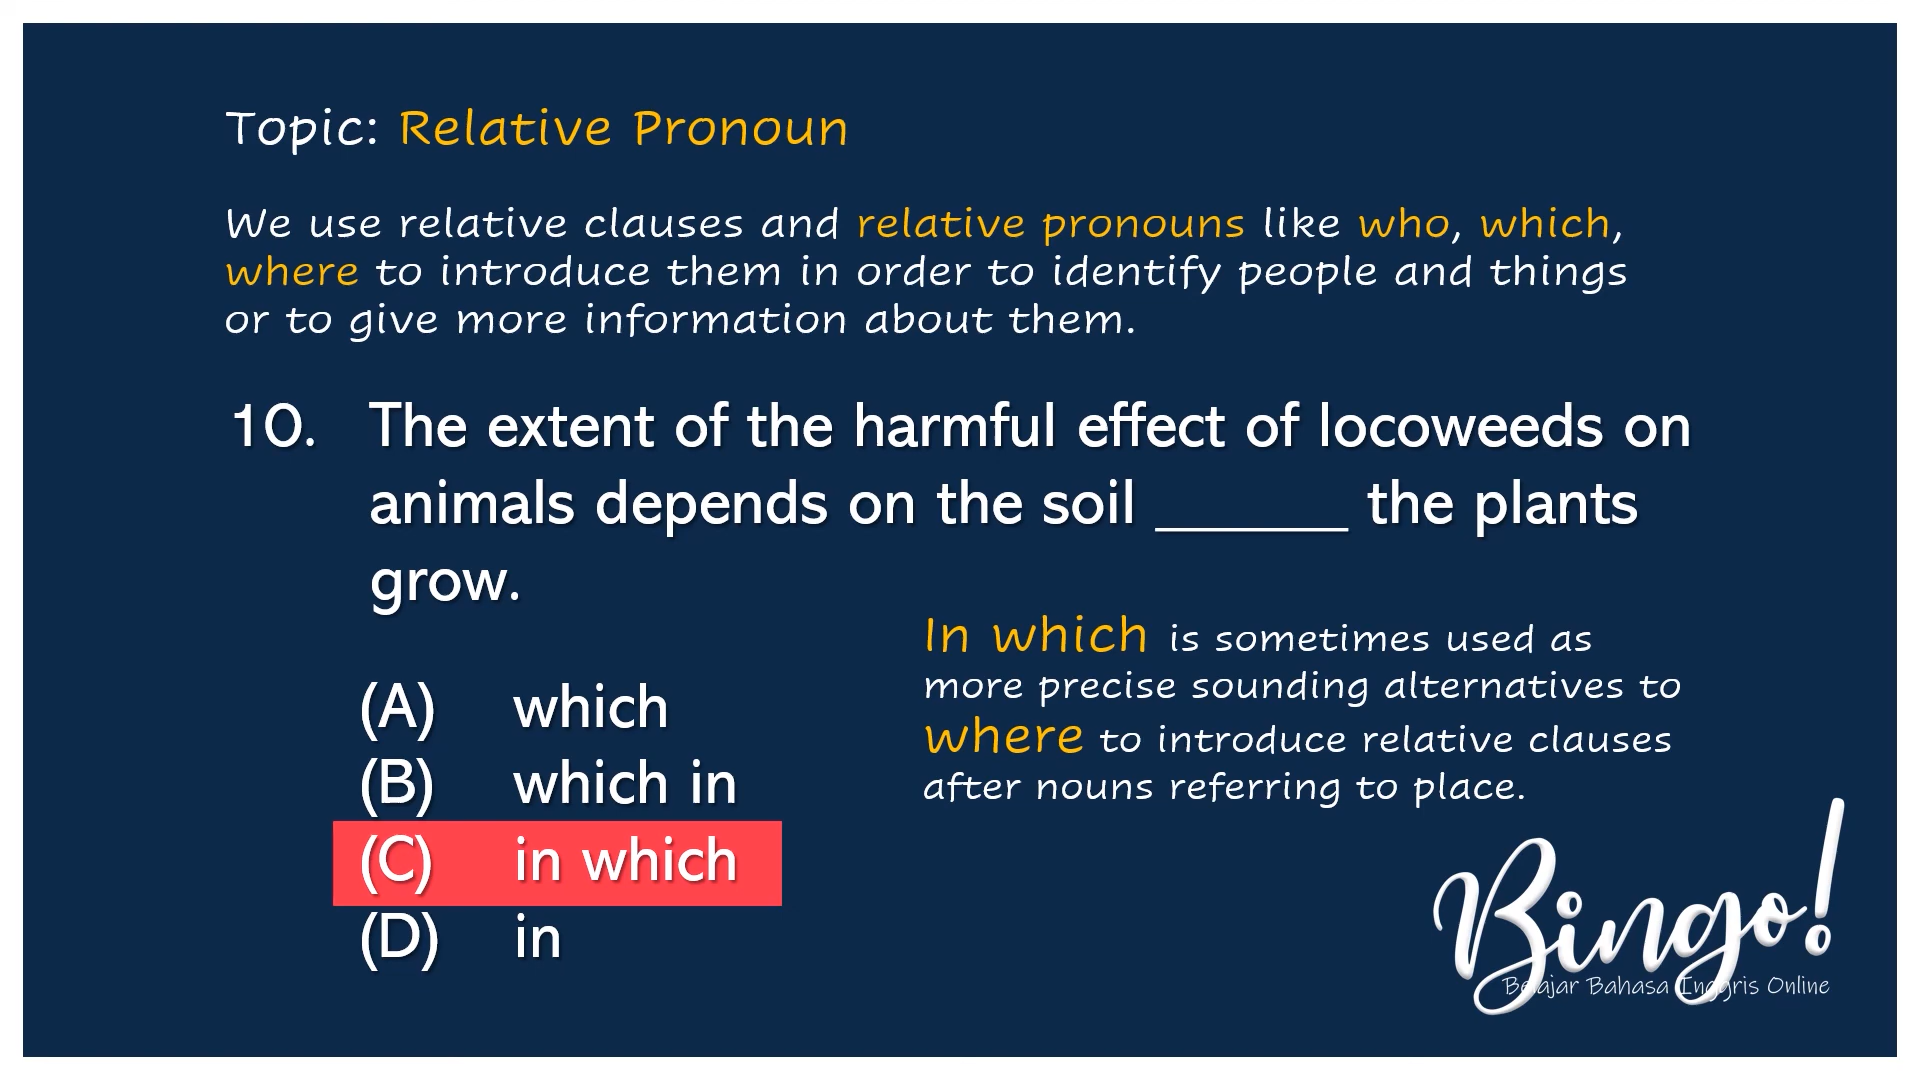 Topic: Relative Pronoun
We use relative clauses and relative pronouns like who, which,
where to introduce them in order to identify people and things
or to give more information about them.
10. The extent of the harmful effect of locoweeds on
animals depends on the soil ______ the plants
grow.
In which is sometimes used as
more precise sounding alternatives to
where to introduce relative clauses
after nouns referring to place.
(A) which
(B) which in
(C) in which
(D) in
Bingo!
Belajar Bahasa Inggris Online